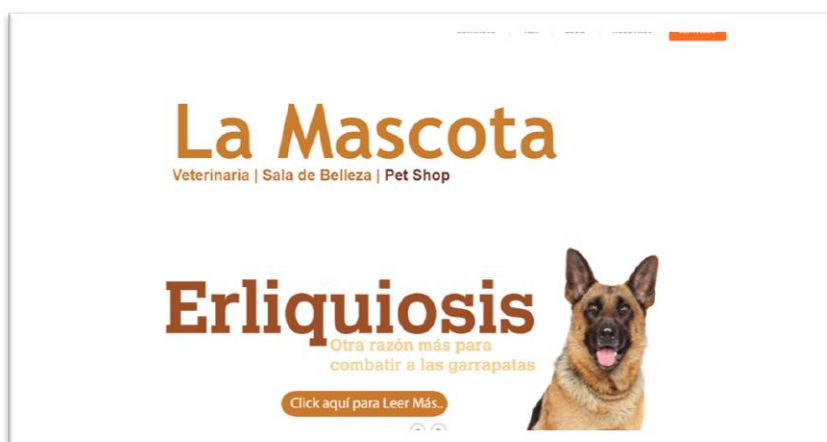 La Mascota
Veterinaria | Sala de Belleza | Pet Shop
Erliquiosis
Otra razón más para
combatir a las garrapatas
Click aquí para Leer Más..